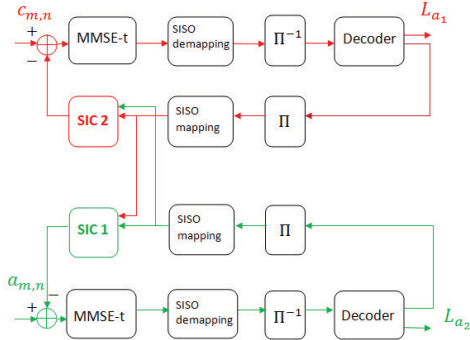 c_{m,n}
L_{a_1}
+
−
MMSE-t
SISO
demapping
Π^{-1}
Decoder
SIC 2
SISO
mapping
Π
SIC 1
SISO
mapping
Π
a_{m,n}
−
+
MMSE-t
SISO
demapping
Π^{-1}
Decoder
L_{a_2}